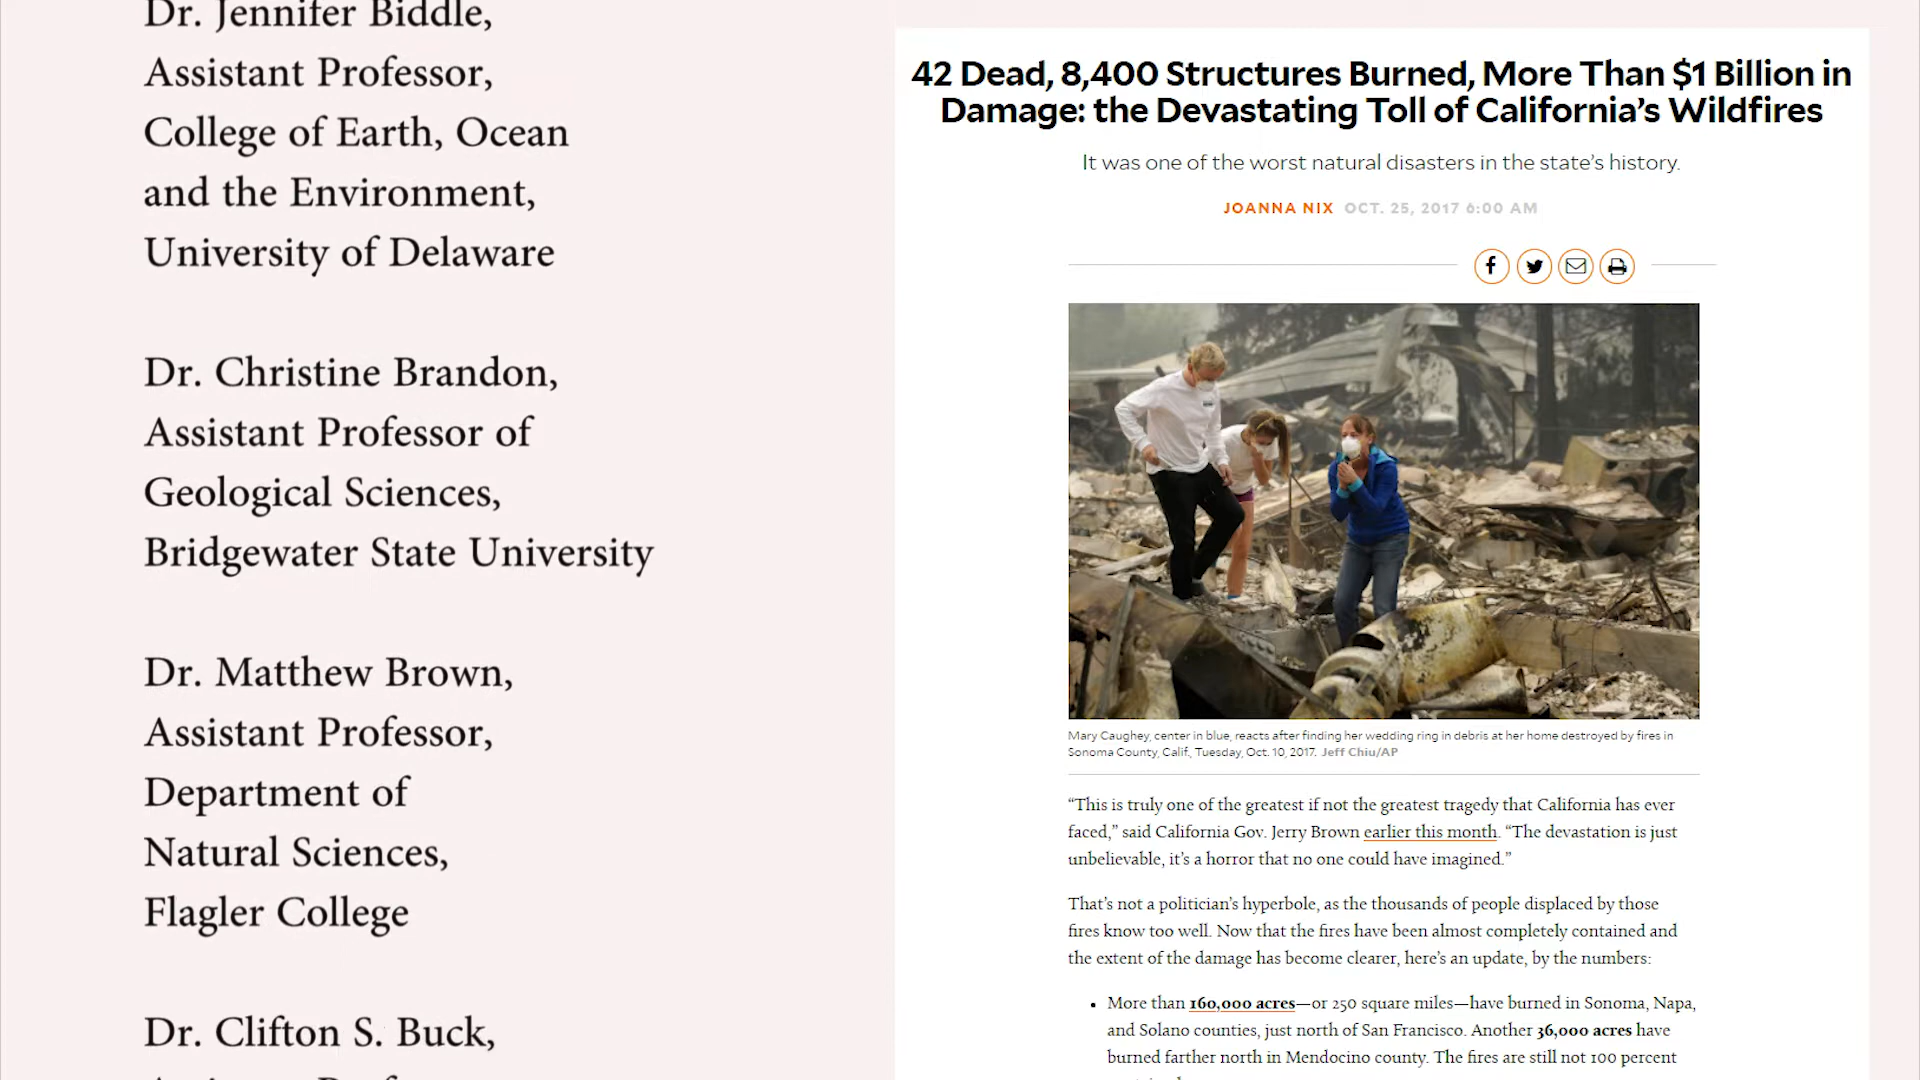 Dr. Jennifer Biddle,
Assistant Professor,
College of Earth, Ocean
and the Environment,
University of Delaware
Dr. Christine Brandon,
Assistant Professor of
Geological Sciences,
Bridgewater State University
Dr. Matthew Brown,
Assistant Professor,
Department of
Natural Sciences,
Flagler College
Dr. Clifton S. Buck,
42 Dead, 8,400 Structures Burned, More Than $1 Billion in
Damage: the Devastating Toll of California’s Wildfires
It was one of the worst natural disasters in the state’s history.
JOANNA NIX OCT. 25, 2017 6:00 AM
Mary Caughey, center in blue, reacts after finding her wedding ring in debris at her home destroyed by fires in
Sonoma County, Calif., Tuesday, Oct. 10, 2017. Jeff Chiu/AP
“This is truly one of the greatest if not the greatest tragedy that California has ever
faced,” said California Gov. Jerry Brown earlier this month. “The devastation is just
unbelievable, it’s a horror that no one could have imagined.”
That’s not a politician’s hyperbole, as the thousands of people displaced by those
fires know too well. Now that the fires have been almost completely contained and
the extent of the damage has become clearer, here’s an update, by the numbers:
• More than 160,000 acres—or 250 square miles—have burned in Sonoma, Napa,
and Solano counties, just north of San Francisco. Another 36,000 acres have
burned farther north in Mendocino county. The fires are still not 100 percent